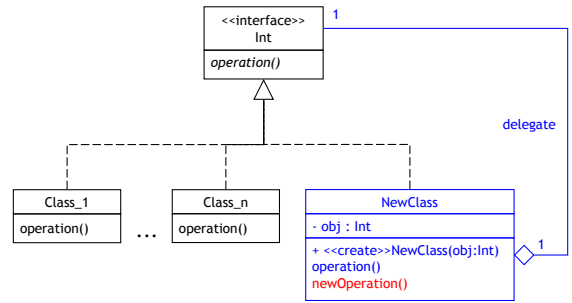 <<interface>>
Int
operation()
1
delegate
Class_1
operation()
...
Class_n
operation()
NewClass
- obj : Int
+ <<create>>NewClass(obj:Int)
operation()
newOperation()
1